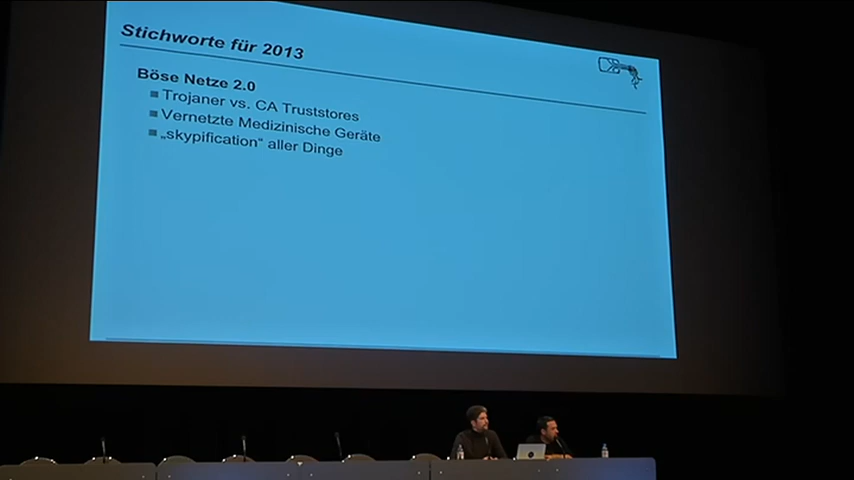 Stichworte für 2013
Böse Netze 2.0
Trojaner vs. CA Truststores
Vernetzte Medizinische Geräte
„skypification“ aller Dinge